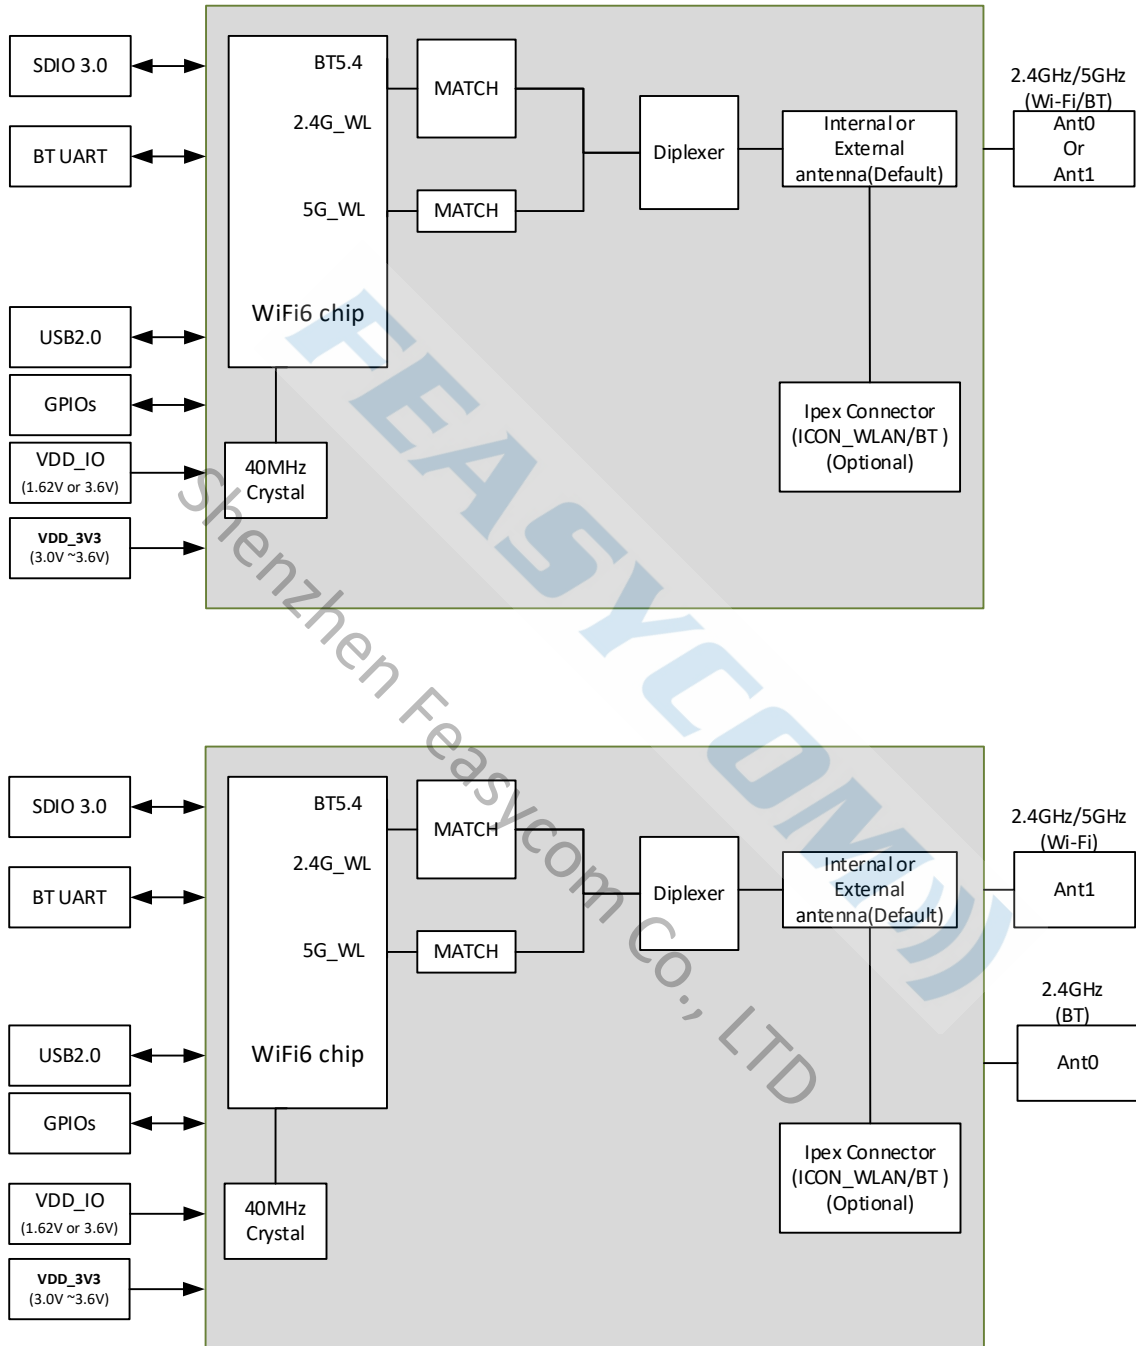 SDIO 3.0
BT UART
USB2.0
GPIOs
VDD_IO
(1.62V or 3.6V)
VDD_3V3
(3.0V ~3.6V)
BT5.4
2.4G_WL
5G_WL
WiFi6 chip
40MHz
Crystal
MATCH
MATCH
Diplexer
Internal or
External
antenna(Default)
Ipex Connector
(ICON_WLAN/BT )
(Optional)
2.4GHz/5GHz
(Wi-Fi/BT)
Ant0
Or
Ant1
FEASYCOM
Shenzhen Feasycom Co., LTD
SDIO 3.0
BT UART
USB2.0
GPIOs
VDD_IO
(1.62V or 3.6V)
VDD_3V3
(3.0V ~3.6V)
BT5.4
2.4G_WL
5G_WL
WiFi6 chip
40MHz
Crystal
MATCH
MATCH
Diplexer
Internal or
External
antenna(Default)
Ipex Connector
(ICON_WLAN/BT )
(Optional)
2.4GHz/5GHz
(Wi-Fi)
Ant1
2.4GHz
(BT)
Ant0